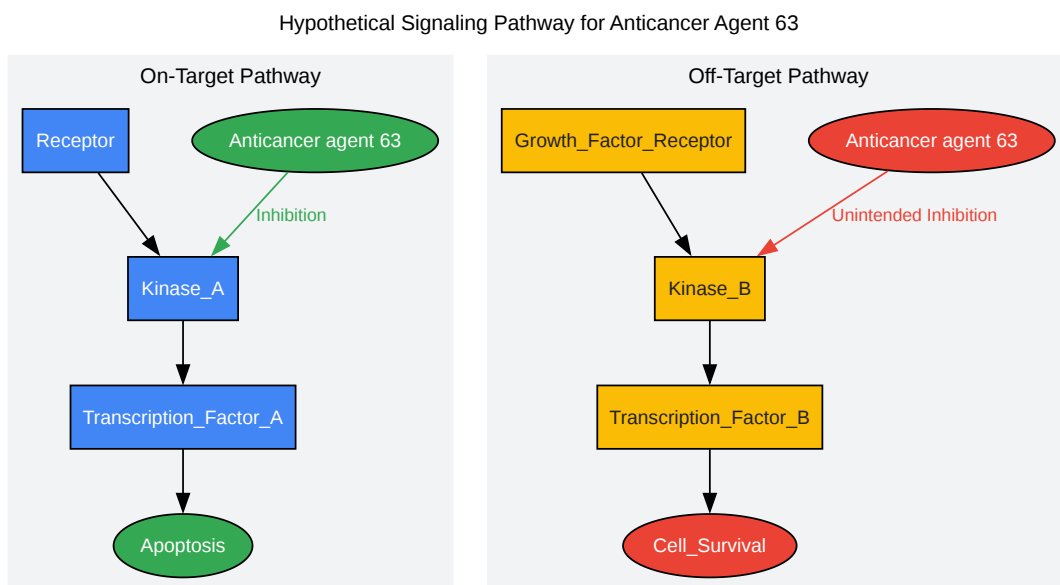 Hypothetical Signaling Pathway for Anticancer Agent 63
On-Target Pathway
Receptor
Anticancer agent 63
Inhibition
Kinase_A
Transcription_Factor_A
Apoptosis
Off-Target Pathway
Growth_Factor_Receptor
Anticancer agent 63
Unintended Inhibition
Kinase_B
Transcription_Factor_B
Cell_Survival